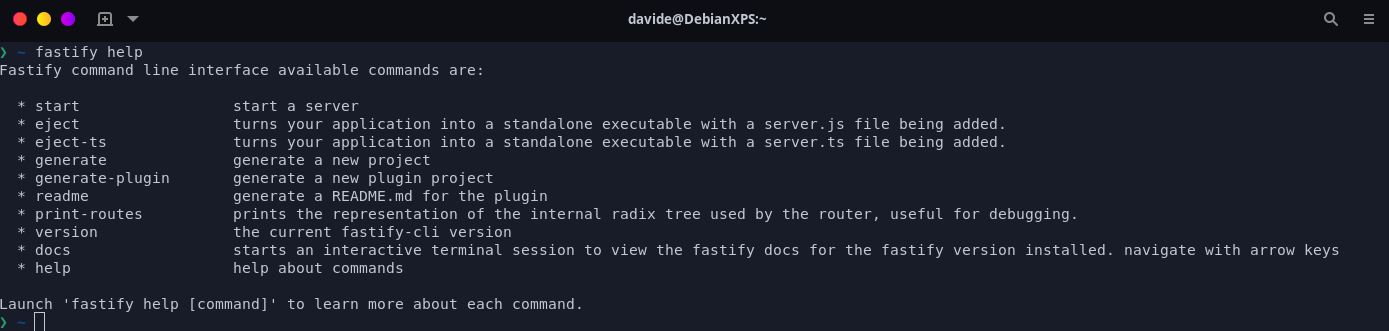 davide@DebianXPS:~
❯ ~ fastify help
Fastify command line interface available commands are:
* start start a server
* eject turns your application into a standalone executable with a server.js file being added.
* eject-ts turns your application into a standalone executable with a server.ts file being added.
* generate generate a new project
* generate-plugin generate a new plugin project
* readme generate a README.md for the plugin
* print-routes prints the representation of the internal radix tree used by the router, useful for debugging.
* version the current fastify-cli version
* docs starts an interactive terminal session to view the fastify docs for the fastify version installed. navigate with arrow keys
* help help about commands
Launch 'fastify help [command]' to learn more about each command.
❯ ~